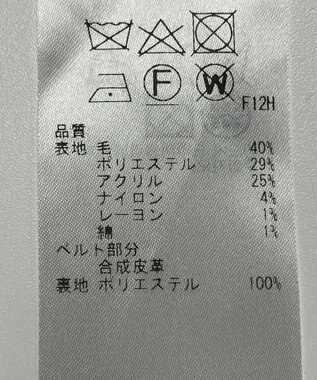 F W F12H
品質
表地 毛 40%
ポリエステル 29%
アクリル 25%
ナイロン 4%
レーヨン 1%
綿 1%
ベルト部分
合成皮革
裏地 ポリエステル 100%